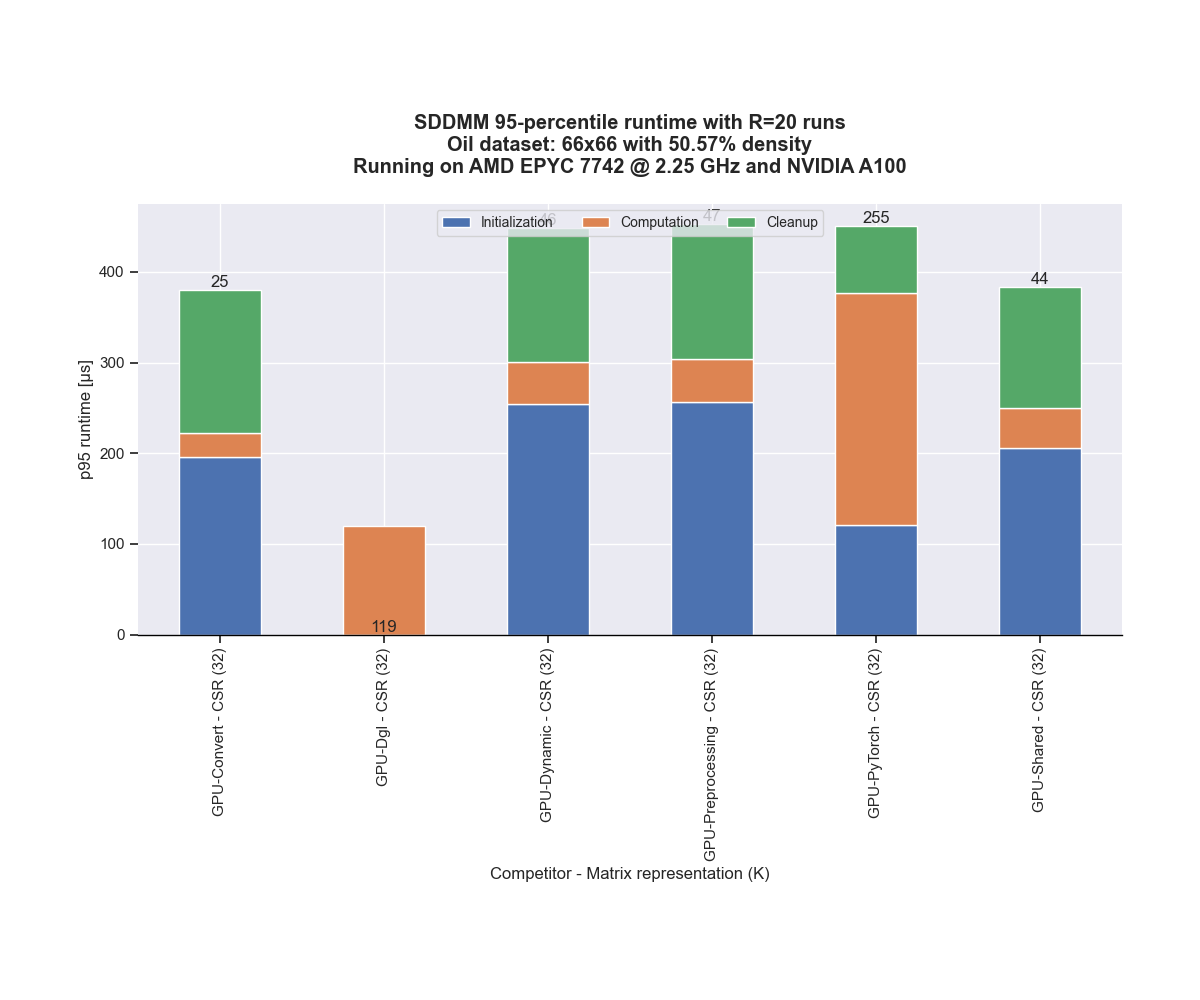 SDDMM 95-percentile runtime with R=20 runs
Oil dataset: 66x66 with 50.57% density
Running on AMD EPYC 7742 @ 2.25 GHz and NVIDIA A100
Initialization Computation Cleanup
25
119
46
47
255
44
p95 runtime [µs]
400
300
200
100
0
GPU-Convert - CSR (32)
GPU-Dgl - CSR (32)
GPU-Dynamic - CSR (32)
GPU-Preprocessing - CSR (32)
GPU-PyTorch - CSR (32)
GPU-Shared - CSR (32)
Competitor - Matrix representation (K)